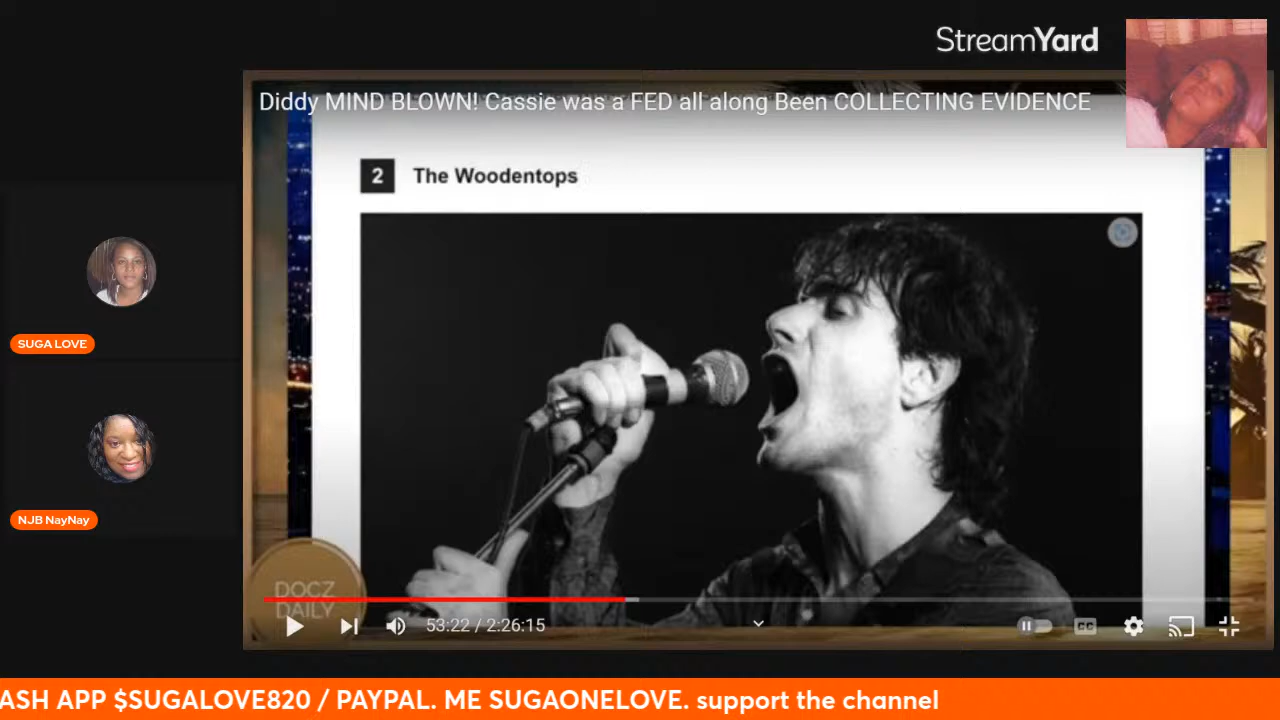 StreamYard
Diddy MIND BLOWN! Cassie was a FED all along Been COLLECTING EVIDENCE
2 The Woodentops
SUGA LOVE
NJB NayNay
DOCZ
DAILY
53:22 / 2:26:15
CC
ASH APP $SUGALOVE820 / PAYPAL. ME SUGAONELOVE. support the channel